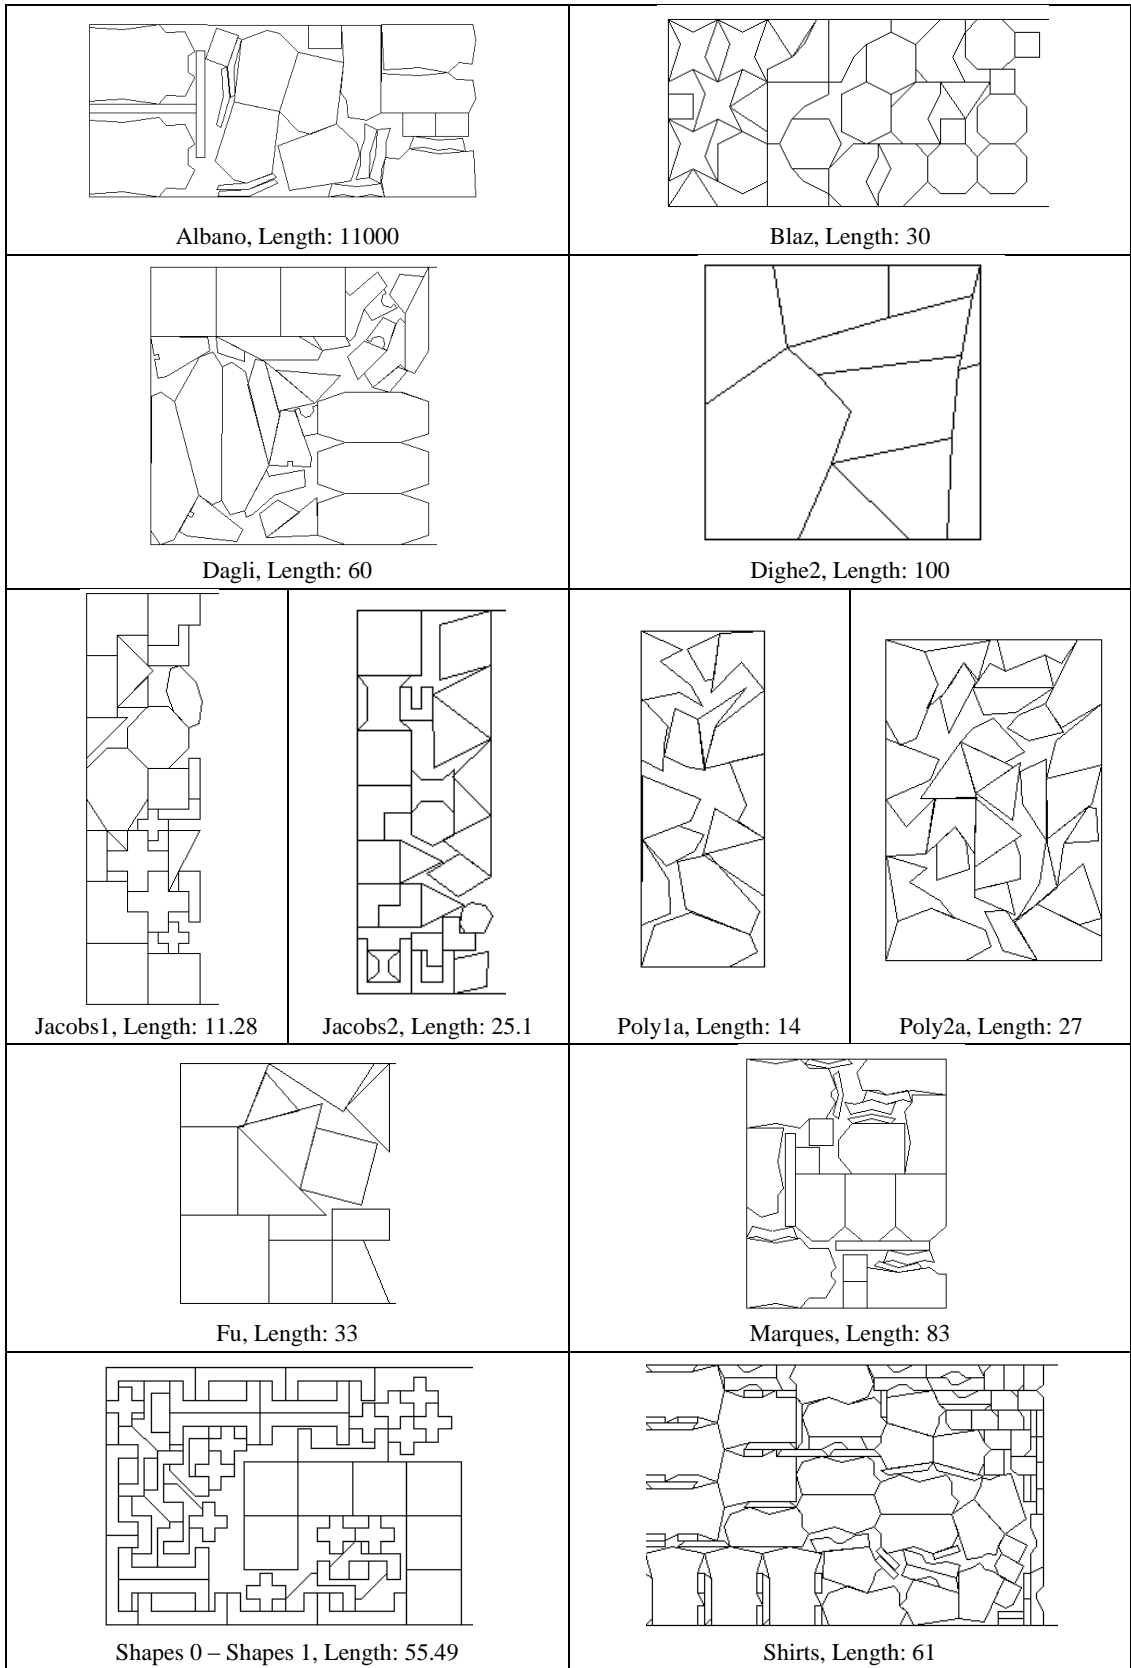 Albano, Length: 11000
Blaz, Length: 30
Dagli, Length: 60
Dighe2, Length: 100
Jacobs1, Length: 11.28
Jacobs2, Length: 25.1
Poly1a, Length: 14
Poly2a, Length: 27
Fu, Length: 33
Marques, Length: 83
Shapes 0 – Shapes 1, Length: 55.49
Shirts, Length: 61